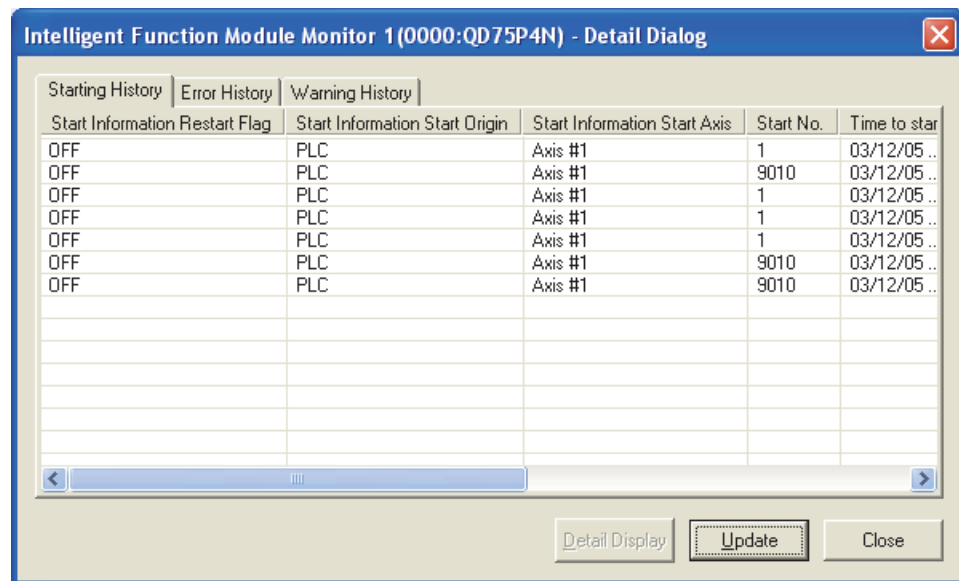 Intelligent Function Module Monitor 1(0000:QD75P4N) - Detail Dialog
Starting History Error History Warning History
Start Information Restart Flag Start Information Start Origin Start Information Start Axis Start No. Time to star
OFF PLC Axis #1 1 03/12/05 ..
OFF PLC Axis #1 9010 03/12/05 ..
OFF PLC Axis #1 1 03/12/05 ..
OFF PLC Axis #1 1 03/12/05 ..
OFF PLC Axis #1 1 03/12/05 ..
OFF PLC Axis #1 9010 03/12/05 ..
OFF PLC Axis #1 9010 03/12/05 ..
Detail Display Update Close